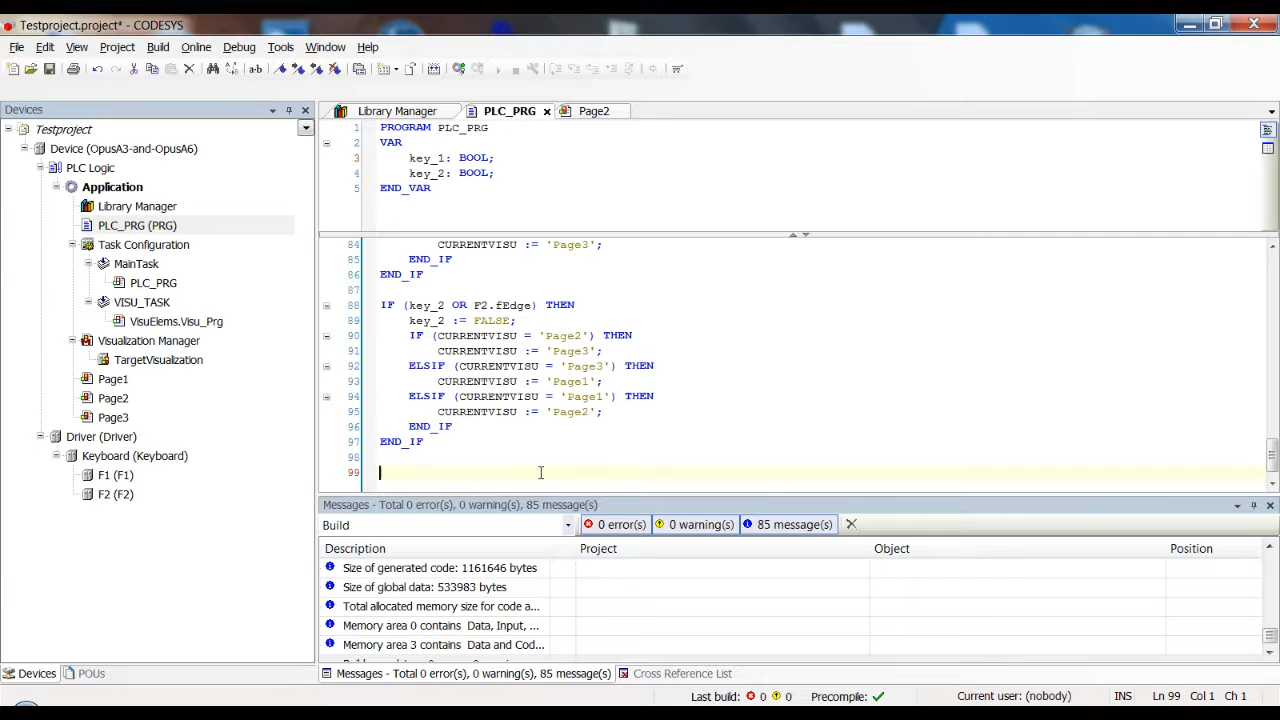 Testproject.project* - CODESYS
File Edit View Project Build Online Debug Tools Window Help
Devices
Testproject
Device (OpusA3-and-OpusA6)
PLC Logic
Application
Library Manager
PLC_PRG (PRG)
Task Configuration
MainTask
PLC_PRG
VISU_TASK
VisuElems.Visu_Prg
Visualization Manager
TargetVisualization
Page1
Page2
Page3
Driver (Driver)
Keyboard (Keyboard)
F1 (F1)
F2 (F2)
Devices POUs
Library Manager PLC_PRG Page2
1 PROGRAM PLC_PRG
2 VAR
3 key_1: BOOL;
4 key_2: BOOL;
5 END_VAR
84 CURRENTVISU := 'Page3';
85 END_IF
86 END_IF
87
88 IF (key_2 OR F2.fEdge) THEN
89 key_2 := FALSE;
90 IF (CURRENTVISU = 'Page2') THEN
91 CURRENTVISU := 'Page3';
92 ELSIF (CURRENTVISU = 'Page3') THEN
93 CURRENTVISU := 'Page1';
94 ELSIF (CURRENTVISU = 'Page1') THEN
95 CURRENTVISU := 'Page2';
96 END_IF
97 END_IF
98
99
Messages - Total 0 error(s), 0 warning(s), 85 message(s)
Build 0 error(s) 0 warning(s) 85 message(s)
Description Project Object Position
Size of generated code: 1161646 bytes
Size of global data: 533983 bytes
Total allocated memory size for code a...
Memory area 0 contains Data, Input, ...
Memory area 3 contains Data and Cod...
Messages - Total 0 error(s), 0 warning(s), 85 message(s) Cross Reference List
Last build: 0 0 Precompile: Current user: (nobody) INS Ln 99 Col 1 Ch 1